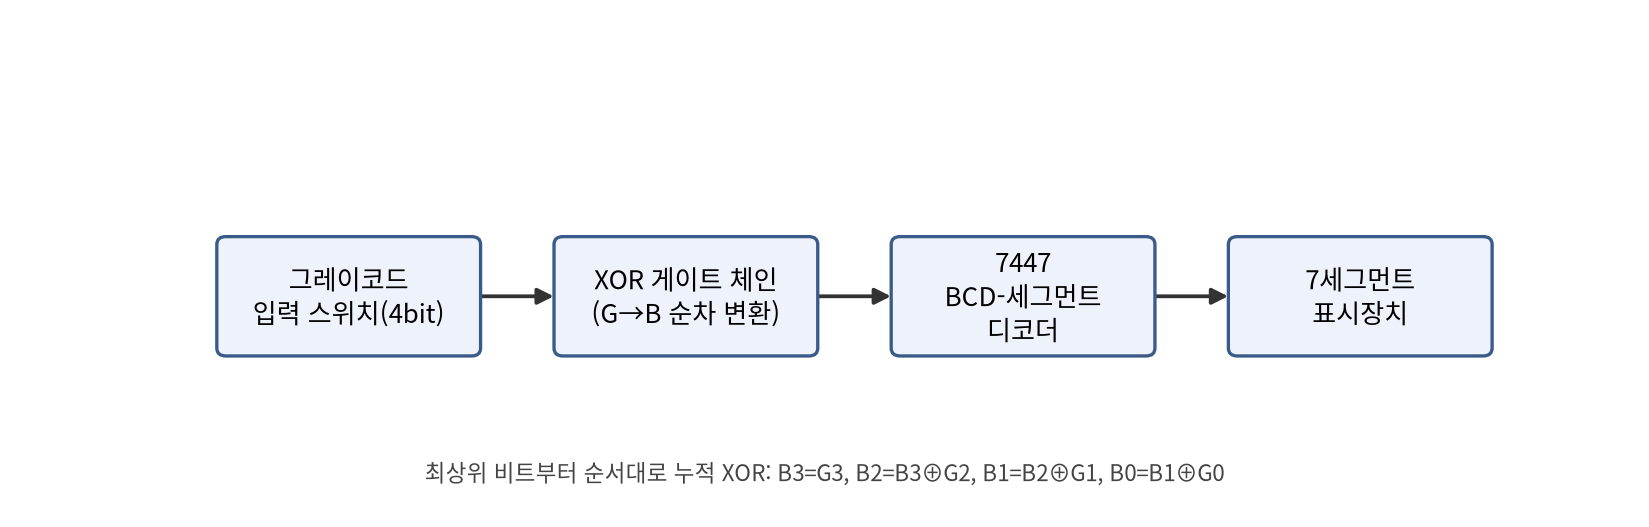 그레이코드
입력 스위치(4bit)
XOR 게이트 체인
(G→B 순차 변환)
7447
BCD-세그먼트
디코더
7세그먼트
표시장치
최상위 비트부터 순서대로 누적 XOR: B3=G3, B2=B3⊕G2, B1=B2⊕G1, B0=B1⊕G0